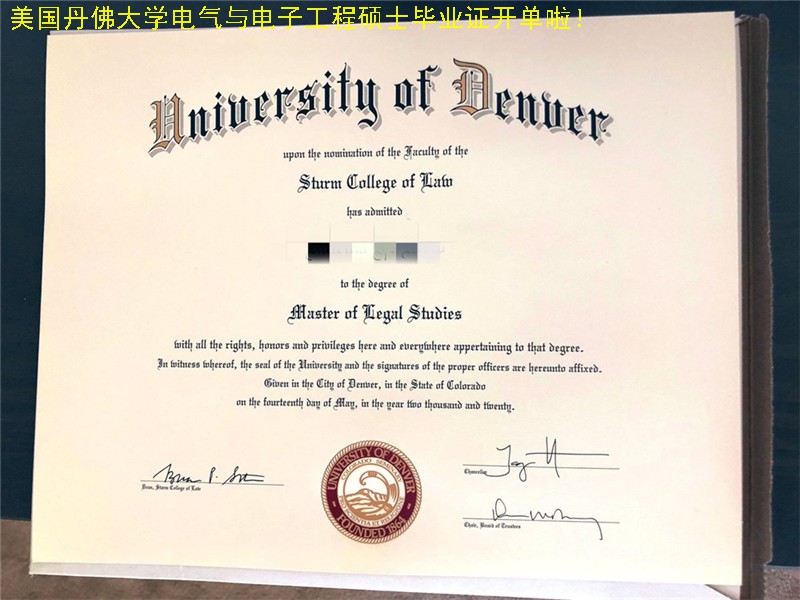 美国丹佛大学电气与电子工程硕士毕业证开单啦!
University of Denver
upon the nomination of the Faculty of the
Sturm College of Law
has admitted
to the degree of
Master of Legal Studies
with all the rights, honors and privileges here and everywhere appertaining to that degree.
In witness whereof, the seal of the University and the signatures of the proper officers are hereunto affixed.
Given in the City of Denver, in the State of Colorado
on the fourteenth day of May, in the year two thousand and twenty.
Dean, Sturm College of Law
Chancellor
Chair, Board of Trustees
UNIVERSITY OF DENVER
COLORADO SEMINARY
FOUNDED 1864